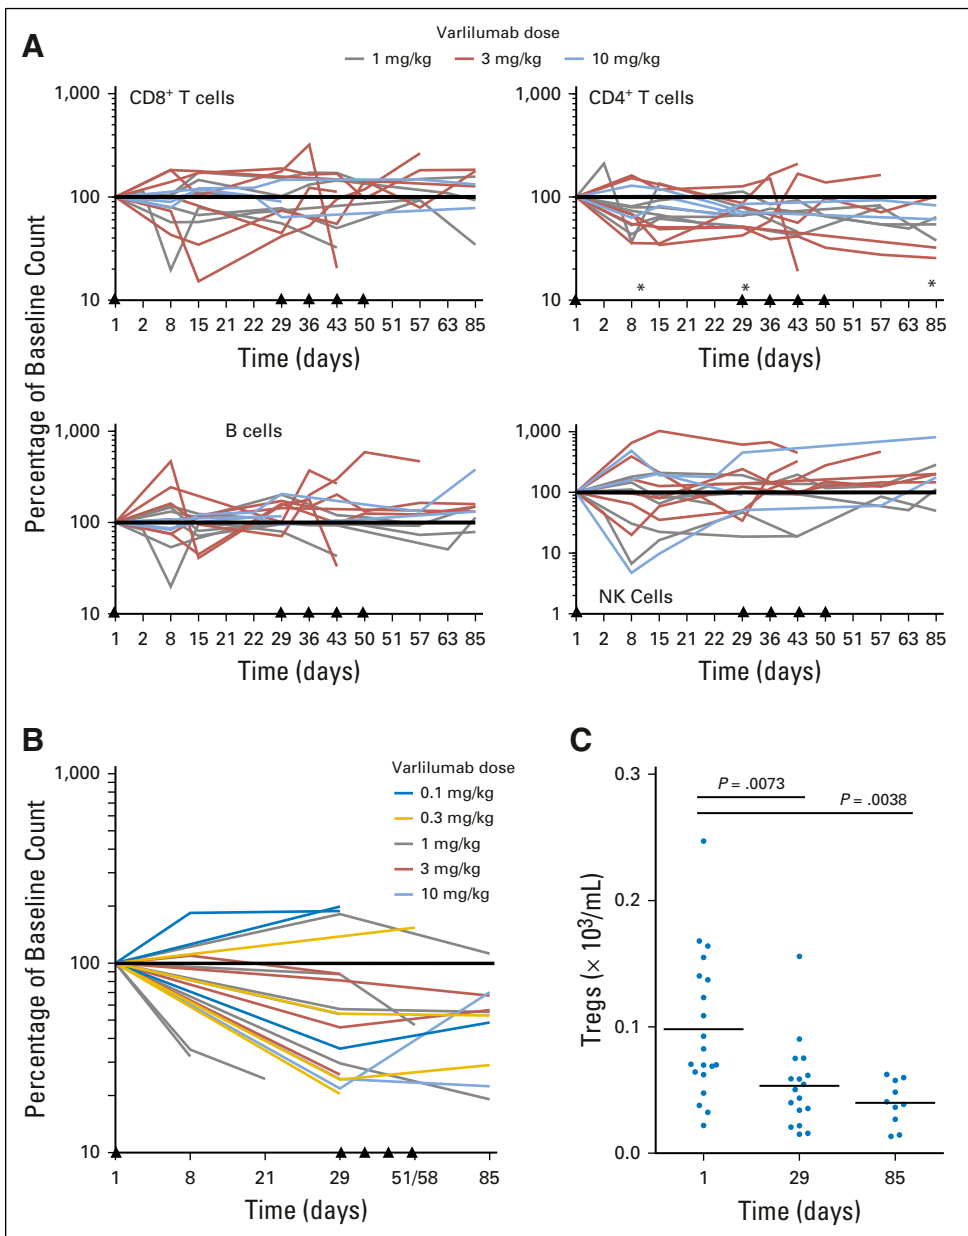 A
Varlilumab dose
1 mg/kg 3 mg/kg 10 mg/kg
Percentage of Baseline Count
1,000
100
10
CD8+ T cells
1 2 8 15 21 22 29 36 43 50 51 57 63 85
Time (days)
1,000
100
10
CD4+ T cells
* * *
1 2 8 15 21 22 29 36 43 50 51 57 63 85
Time (days)
1,000
100
10
B cells
1 2 8 15 21 22 29 36 43 50 51 57 63 85
Time (days)
1,000
100
10
1
NK Cells
1 2 8 15 21 22 29 36 43 50 51 57 63 85
Time (days)
B
Percentage of Baseline Count
1,000
100
10
Varlilumab dose
0.1 mg/kg
0.3 mg/kg
1 mg/kg
3 mg/kg
10 mg/kg
1 8 21 29 51/58 85
Time (days)
C
Tregs (× 10³/mL)
0.3
0.2
0.1
0.0
P = .0073
P = .0038
1 29 85
Time (days)